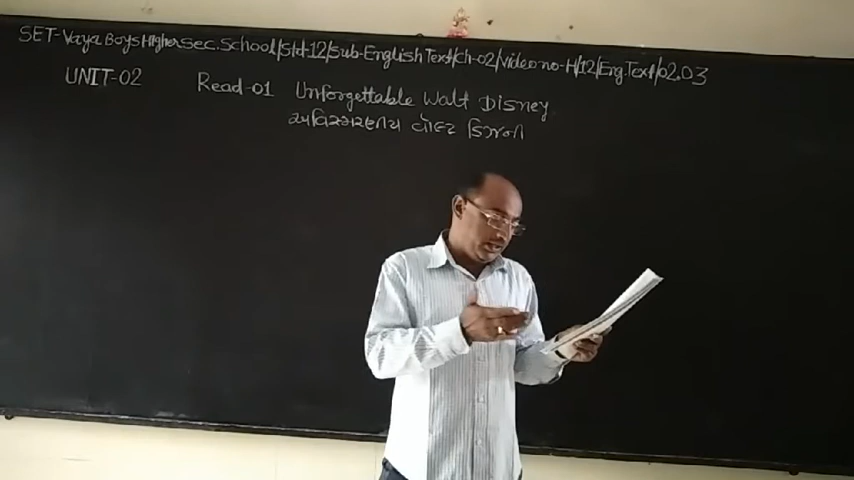 SET-Vaya Boys Higher Sec. School/Std-12/Sub-English Text/ch-02/Video no-H/12/Eng.Text/02.03
UNIT-02 Read-01 Unforgettable Walt Disney
અવિસ્મરણીય વોલ્ટ ડિઝની